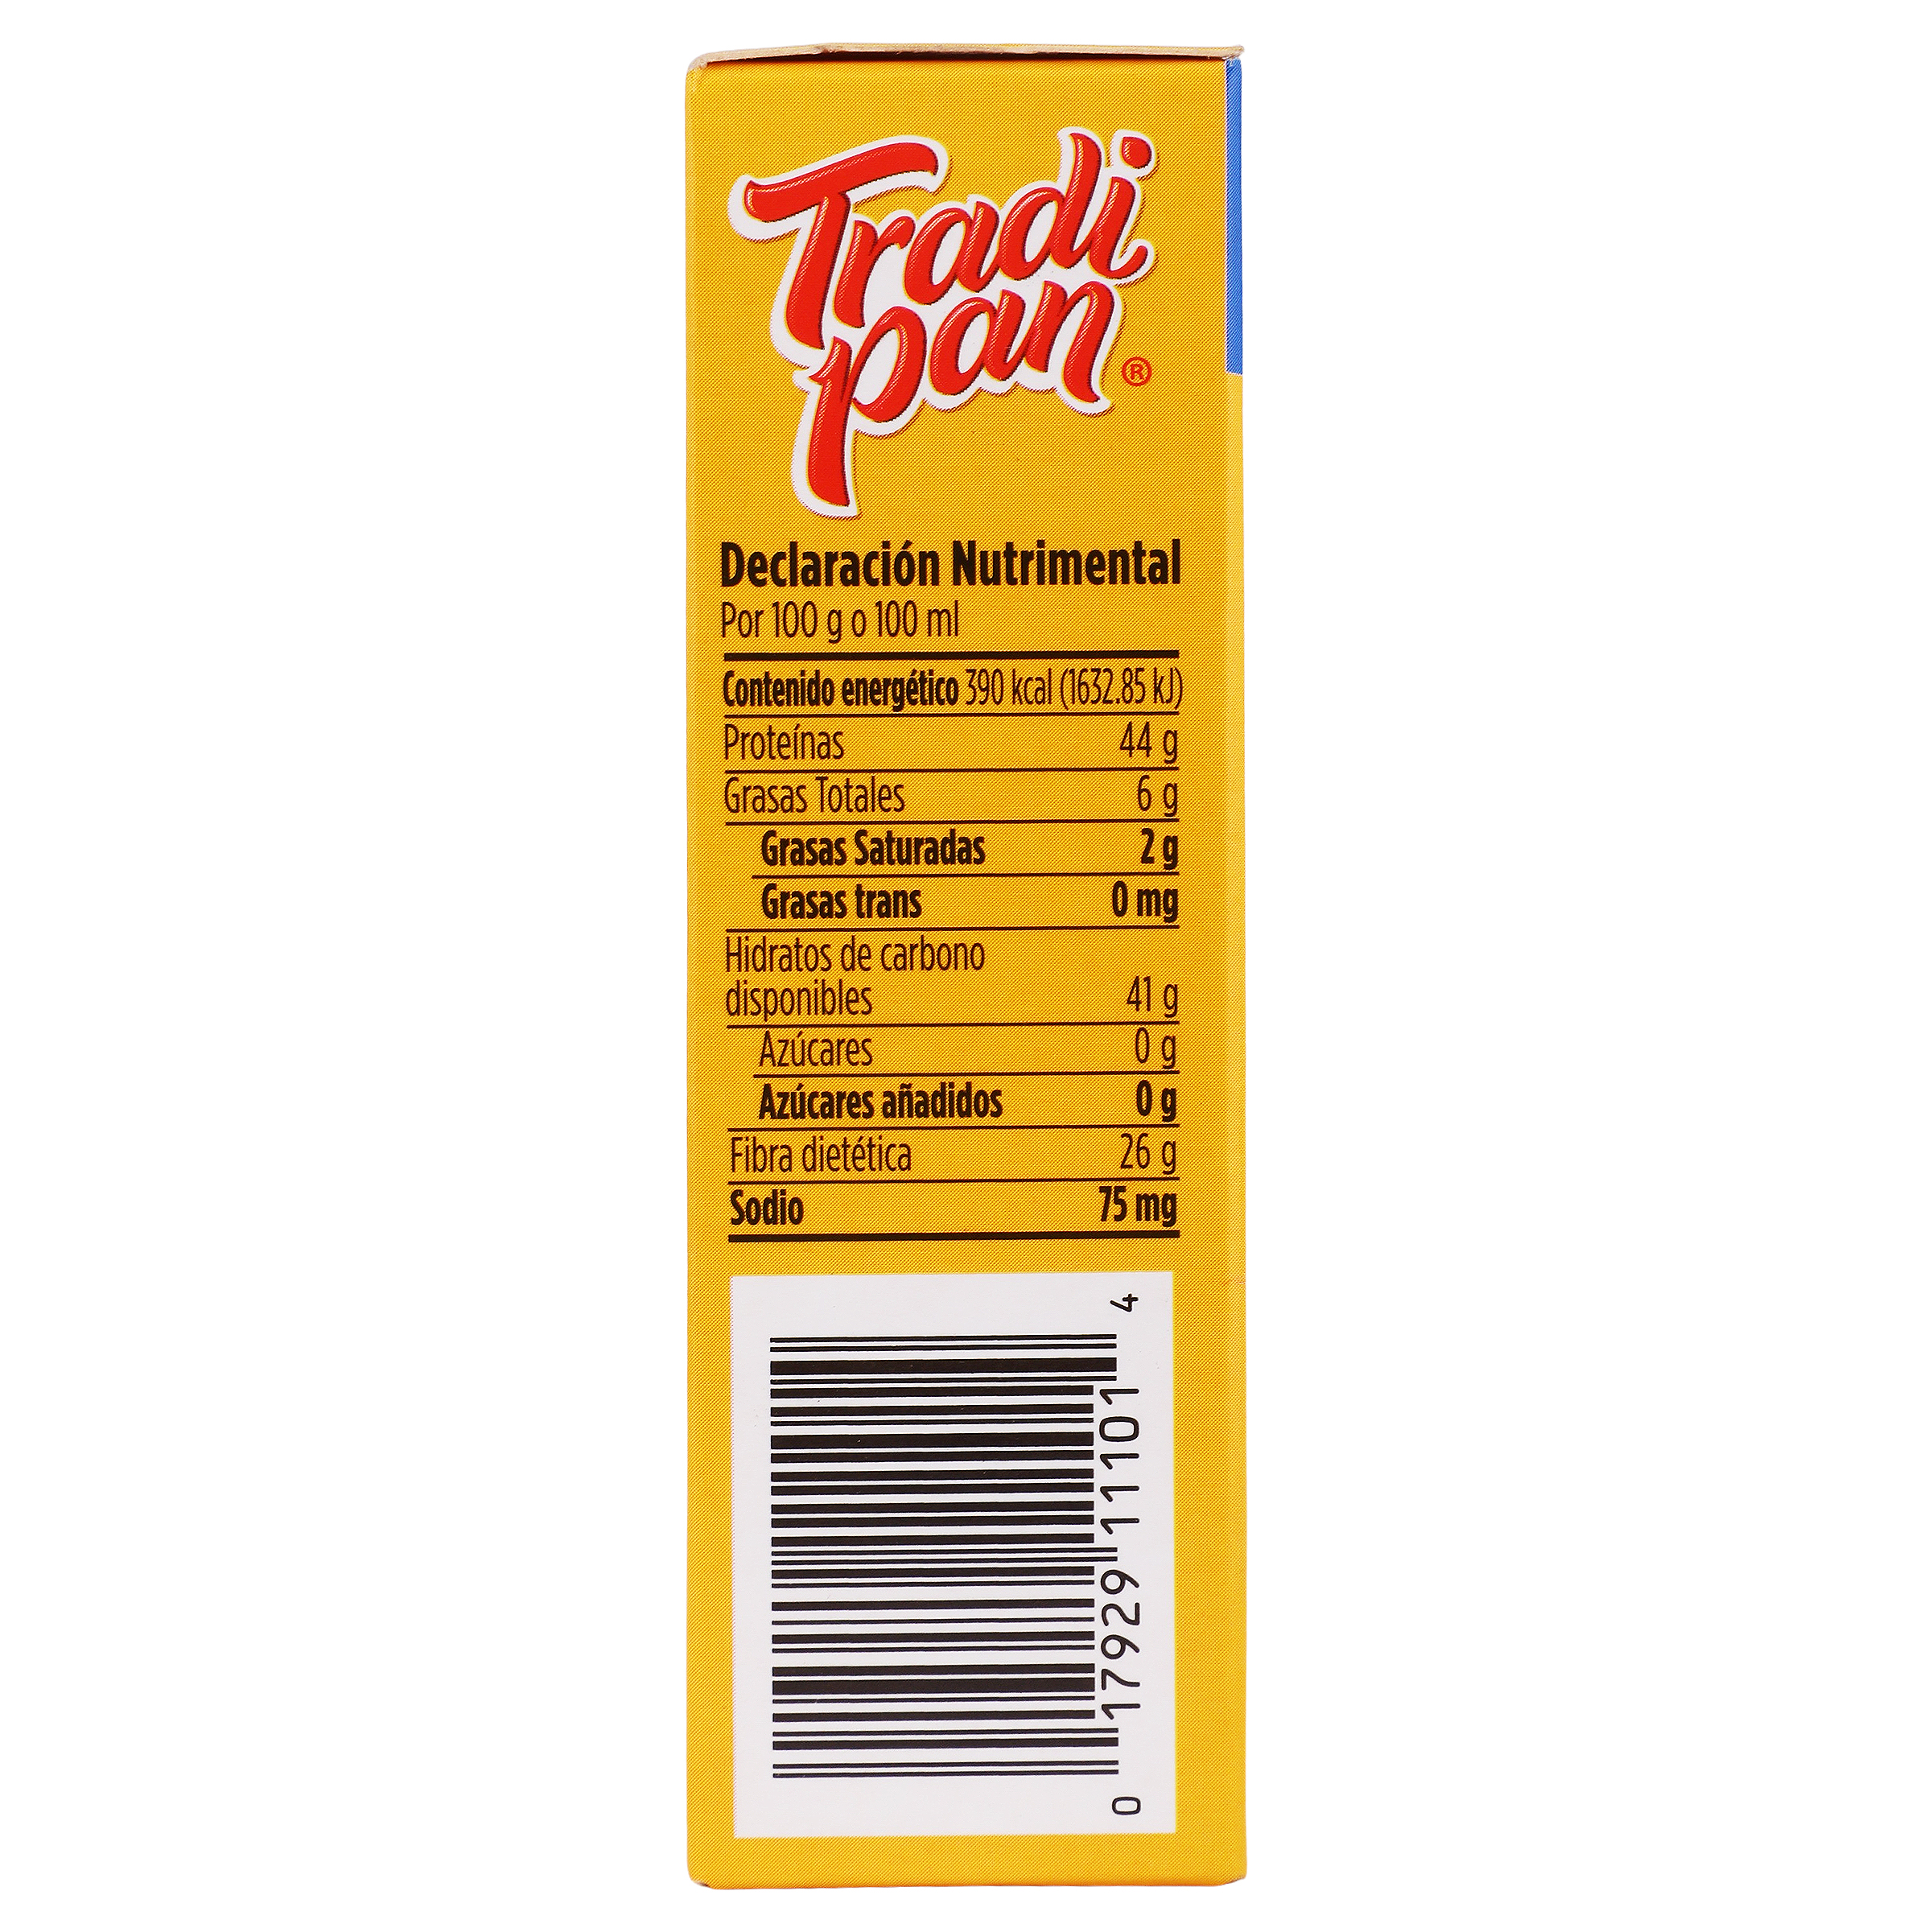 Tradi
pan®
Declaración Nutrimental
Por 100 g o 100 ml
Contenido energético 390 kcal (1632.85 kJ)
Proteínas 44 g
Grasas Totales 6 g
Grasas Saturadas 2 g
Grasas trans 0 mg
Hidratos de carbono
disponibles 41 g
Azúcares 0 g
Azúcares añadidos 0 g
Fibra dietética 26 g
Sodio 75 mg
0 17929 11101 4